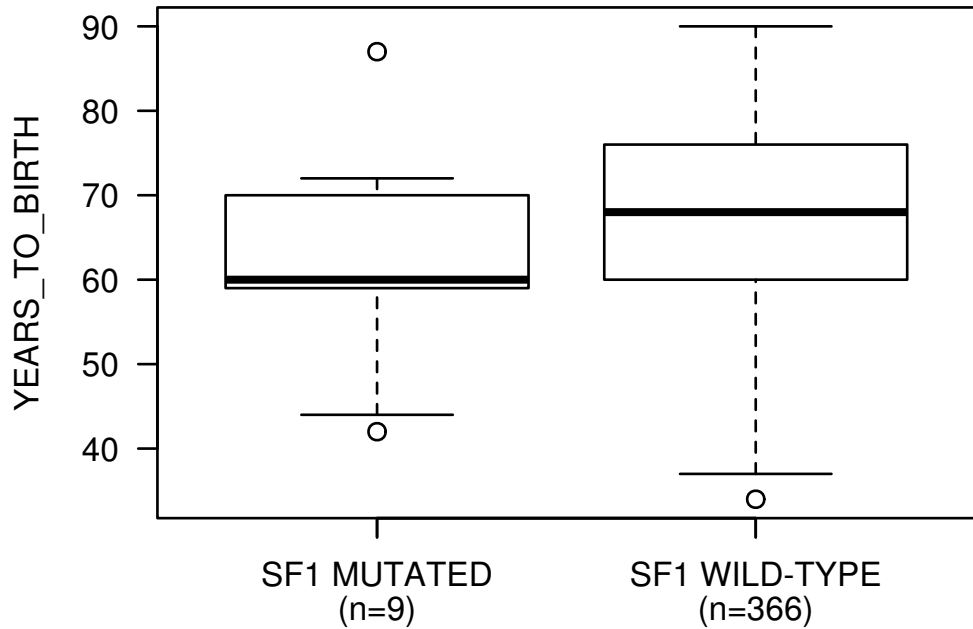 YEARS_TO_BIRTH
90
80
70
60
50
40
SF1 MUTATED
(n=9)
SF1 WILD-TYPE
(n=366)